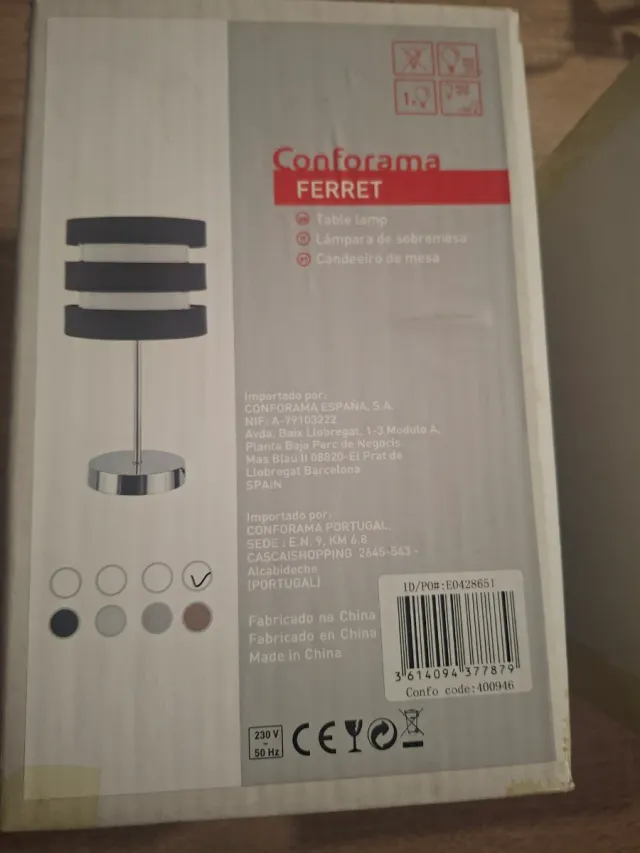 1x
Conforama
FERRET
Table lamp
Lámpara de sobremesa
Candeeiro de mesa
Importado por:
CONFORAMA ESPAÑA, S.A.
NIF: A-79103222
Avda. Baix Llobregat, 1-3 Modulo A,
Planta Baja Parc de Negocis
Mas Blau II 08820-El Prat de
Llobregat Barcelona
SPAIN
Importado por:
CONFORAMA PORTUGAL,
SEDE : E.N. 9, KM 6.8
CASCAISHOPPING 2645-543 -
Alcabideche
(PORTUGAL)
Fabricado na China
Fabricado en China
Made in China
ID/PO#:E0428651
3 614094 377879
Confo code:400946
230 V
~
50 Hz
CE